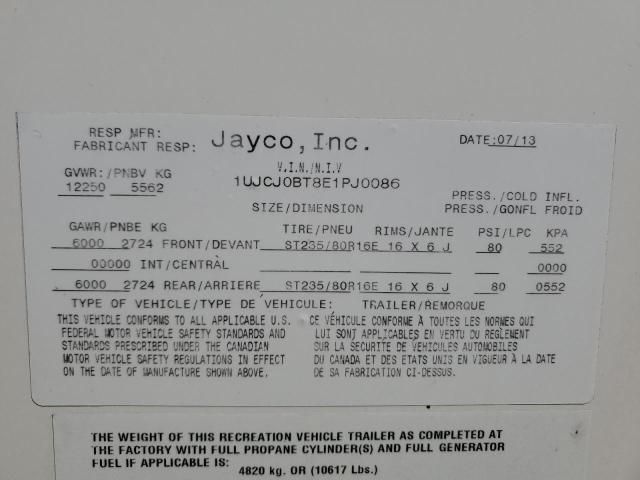 RESP MFR:
FABRICANT RESP: Jayco, Inc. DATE:07/13
GVWR:/PNBV KG V.I.N./N.I.V
12250 5562 1UJCJ0BT8E1PJ0086
PRESS./COLD INFL.
SIZE/DIMENSION PRESS./GONFL FROID
GAWR/PNBE KG TIRE/PNEU RIMS/JANTE PSI/LPC KPA
6000 2724 FRONT/DEVANT ST235/80R16E 16 X 6 J 80 552
00000 INT/CENTRAL 0000
6000 2724 REAR/ARRIERE ST235/80R16E 16 X 6 J 80 0552
TYPE OF VEHICLE/TYPE DE VEHICULE: TRAILER/REMORQUE
THIS VEHICLE CONFORMS TO ALL APPLICABLE U.S. CE VÉHICULE CONFORME À TOUTES LES NORMES QUI
FEDERAL MOTOR VEHICLE SAFETY STANDARDS AND LUI SONT APPLICABLES EN VERTU DU REGLEMENT
STANDARDS PRESCRIBED UNDER THE CANADIAN SUR LA SECURITE DE VEHICULES AUTOMOBILES
MOTOR VEHICLE SAFETY REGULATIONS IN EFFECT DU CANADA ET DES ETATS UNIS EN VIGUEUR À LA DATE
ON THE DATE OF MANUFACTURE SHOWN ABOVE. DE SA FABRICATION CI-DESSUS.
THE WEIGHT OF THIS RECREATION VEHICLE TRAILER AS COMPLETED AT
THE FACTORY WITH FULL PROPANE CYLINDER(S) AND FULL GENERATOR
FUEL IF APPLICABLE IS:
4820 kg. OR (10617 Lbs.)